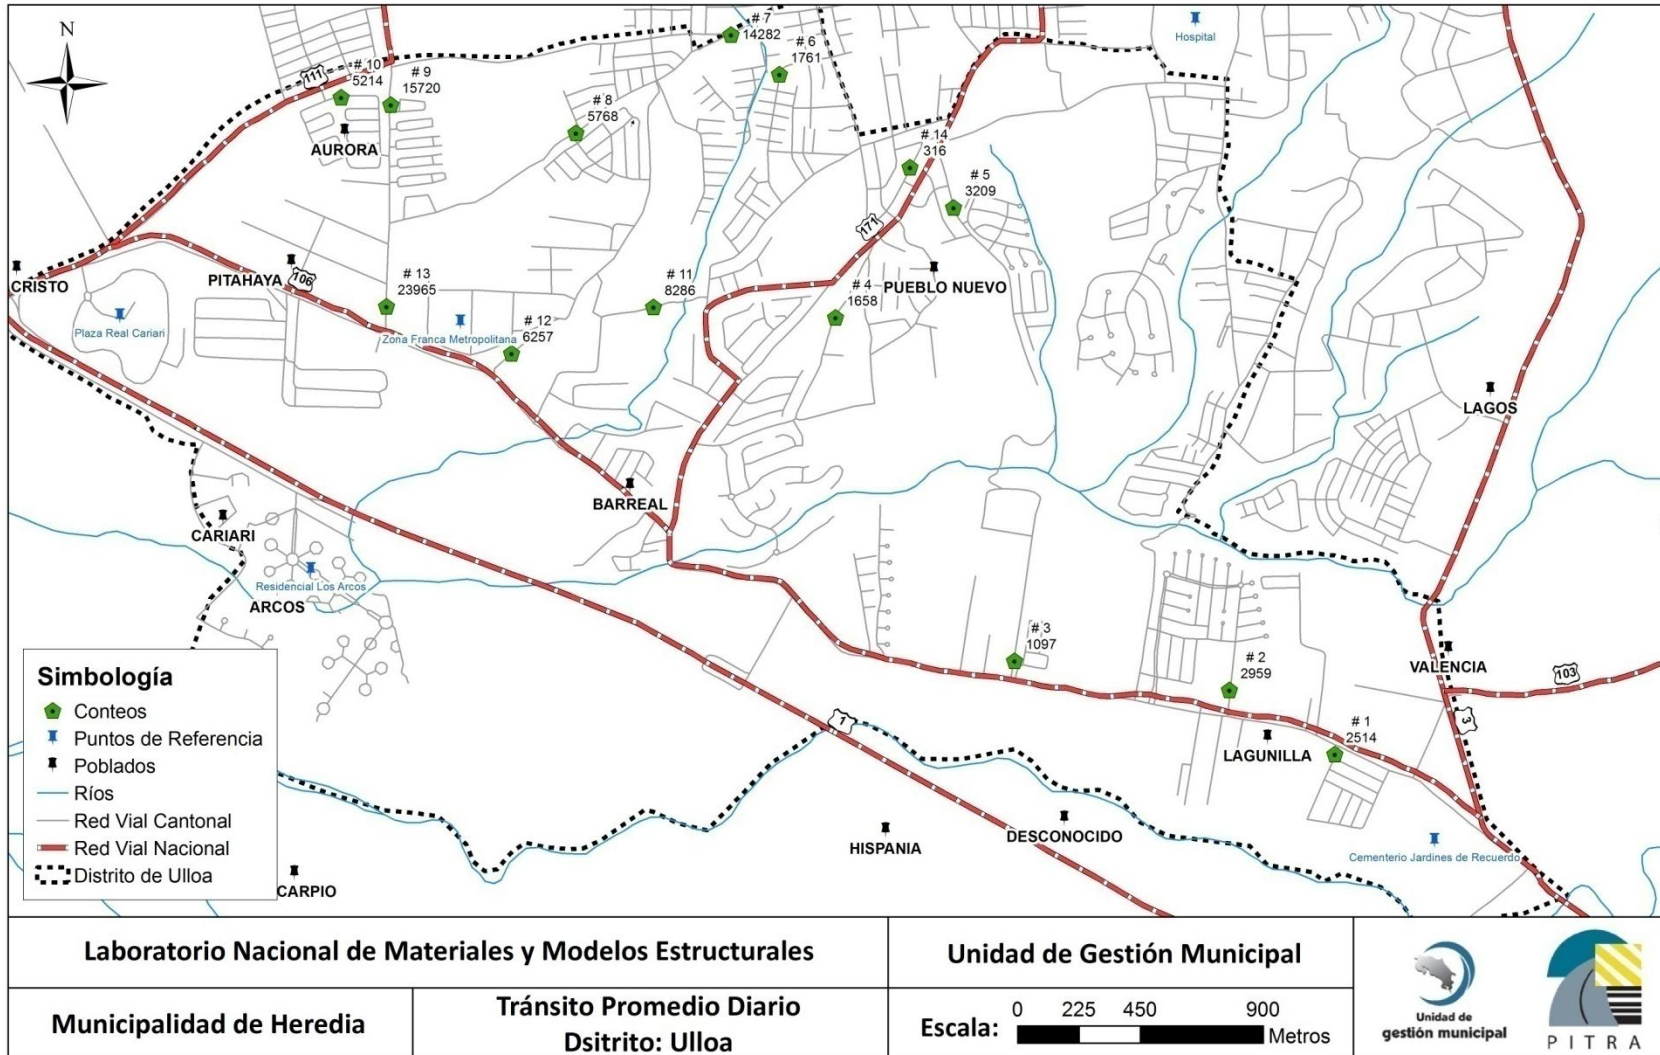 N
# 7
14282
# 6
1761
Hospital
111
# 10
5214
# 9
15720
# 8
5768
AURORA
# 14
316
# 5
3209
171
CRISTO
PITAHAYA
106
# 13
23965
# 11
8286
# 4
1658
PUEBLO NUEVO
Plaza Real Cariari
Zona Franca Metropolitana
# 12
6257
LAGOS
BARREAL
CARIARI
Residencial Los Arcos
ARCOS
# 3
1097
# 2
2959
VALENCIA
103
3
1
# 1
2514
LAGUNILLA
HISPANIA
DESCONOCIDO
Cementerio Jardines de Recuerdo
CARPIO
Simbología
Conteos
Puntos de Referencia
Poblados
Ríos
Red Vial Cantonal
Red Vial Nacional
Distrito de Ulloa
Laboratorio Nacional de Materiales y Modelos Estructurales
Unidad de Gestión Municipal
Municipalidad de Heredia
Tránsito Promedio Diario
Dsitrito: Ulloa
Escala:
0 225 450 900
Metros
Unidad de
gestión municipal
PITRA